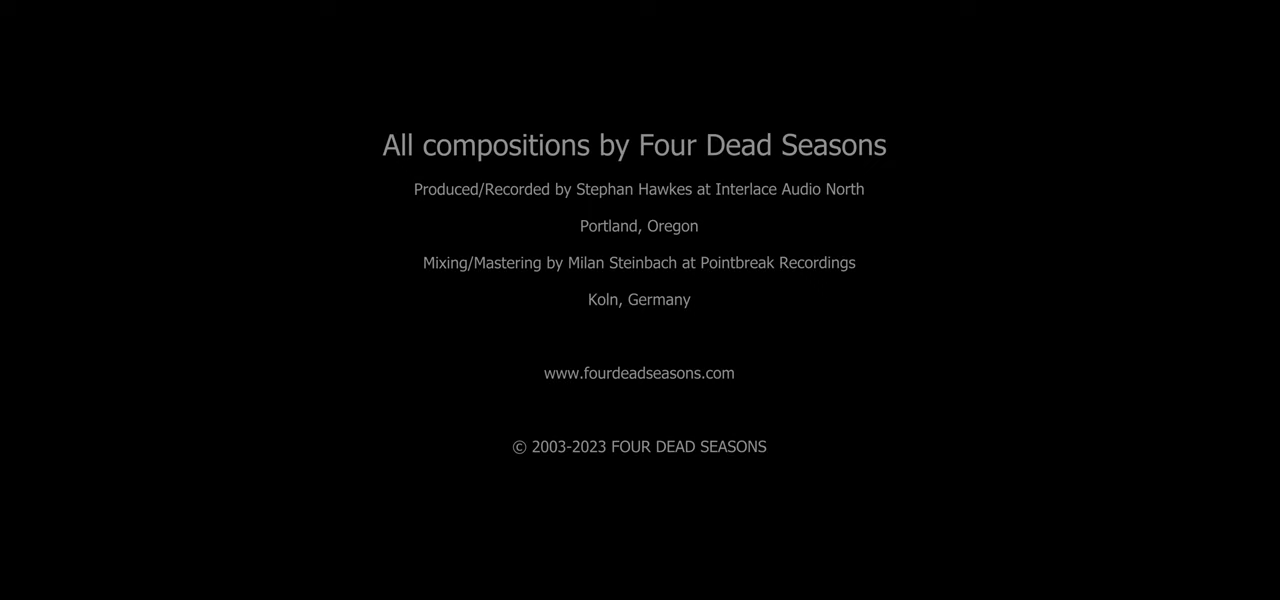 All compositions by Four Dead Seasons
Produced/Recorded by Stephan Hawkes at Interlace Audio North
Portland, Oregon
Mixing/Mastering by Milan Steinbach at Pointbreak Recordings
Koln, Germany
www.fourdeadseasons.com
© 2003-2023 FOUR DEAD SEASONS